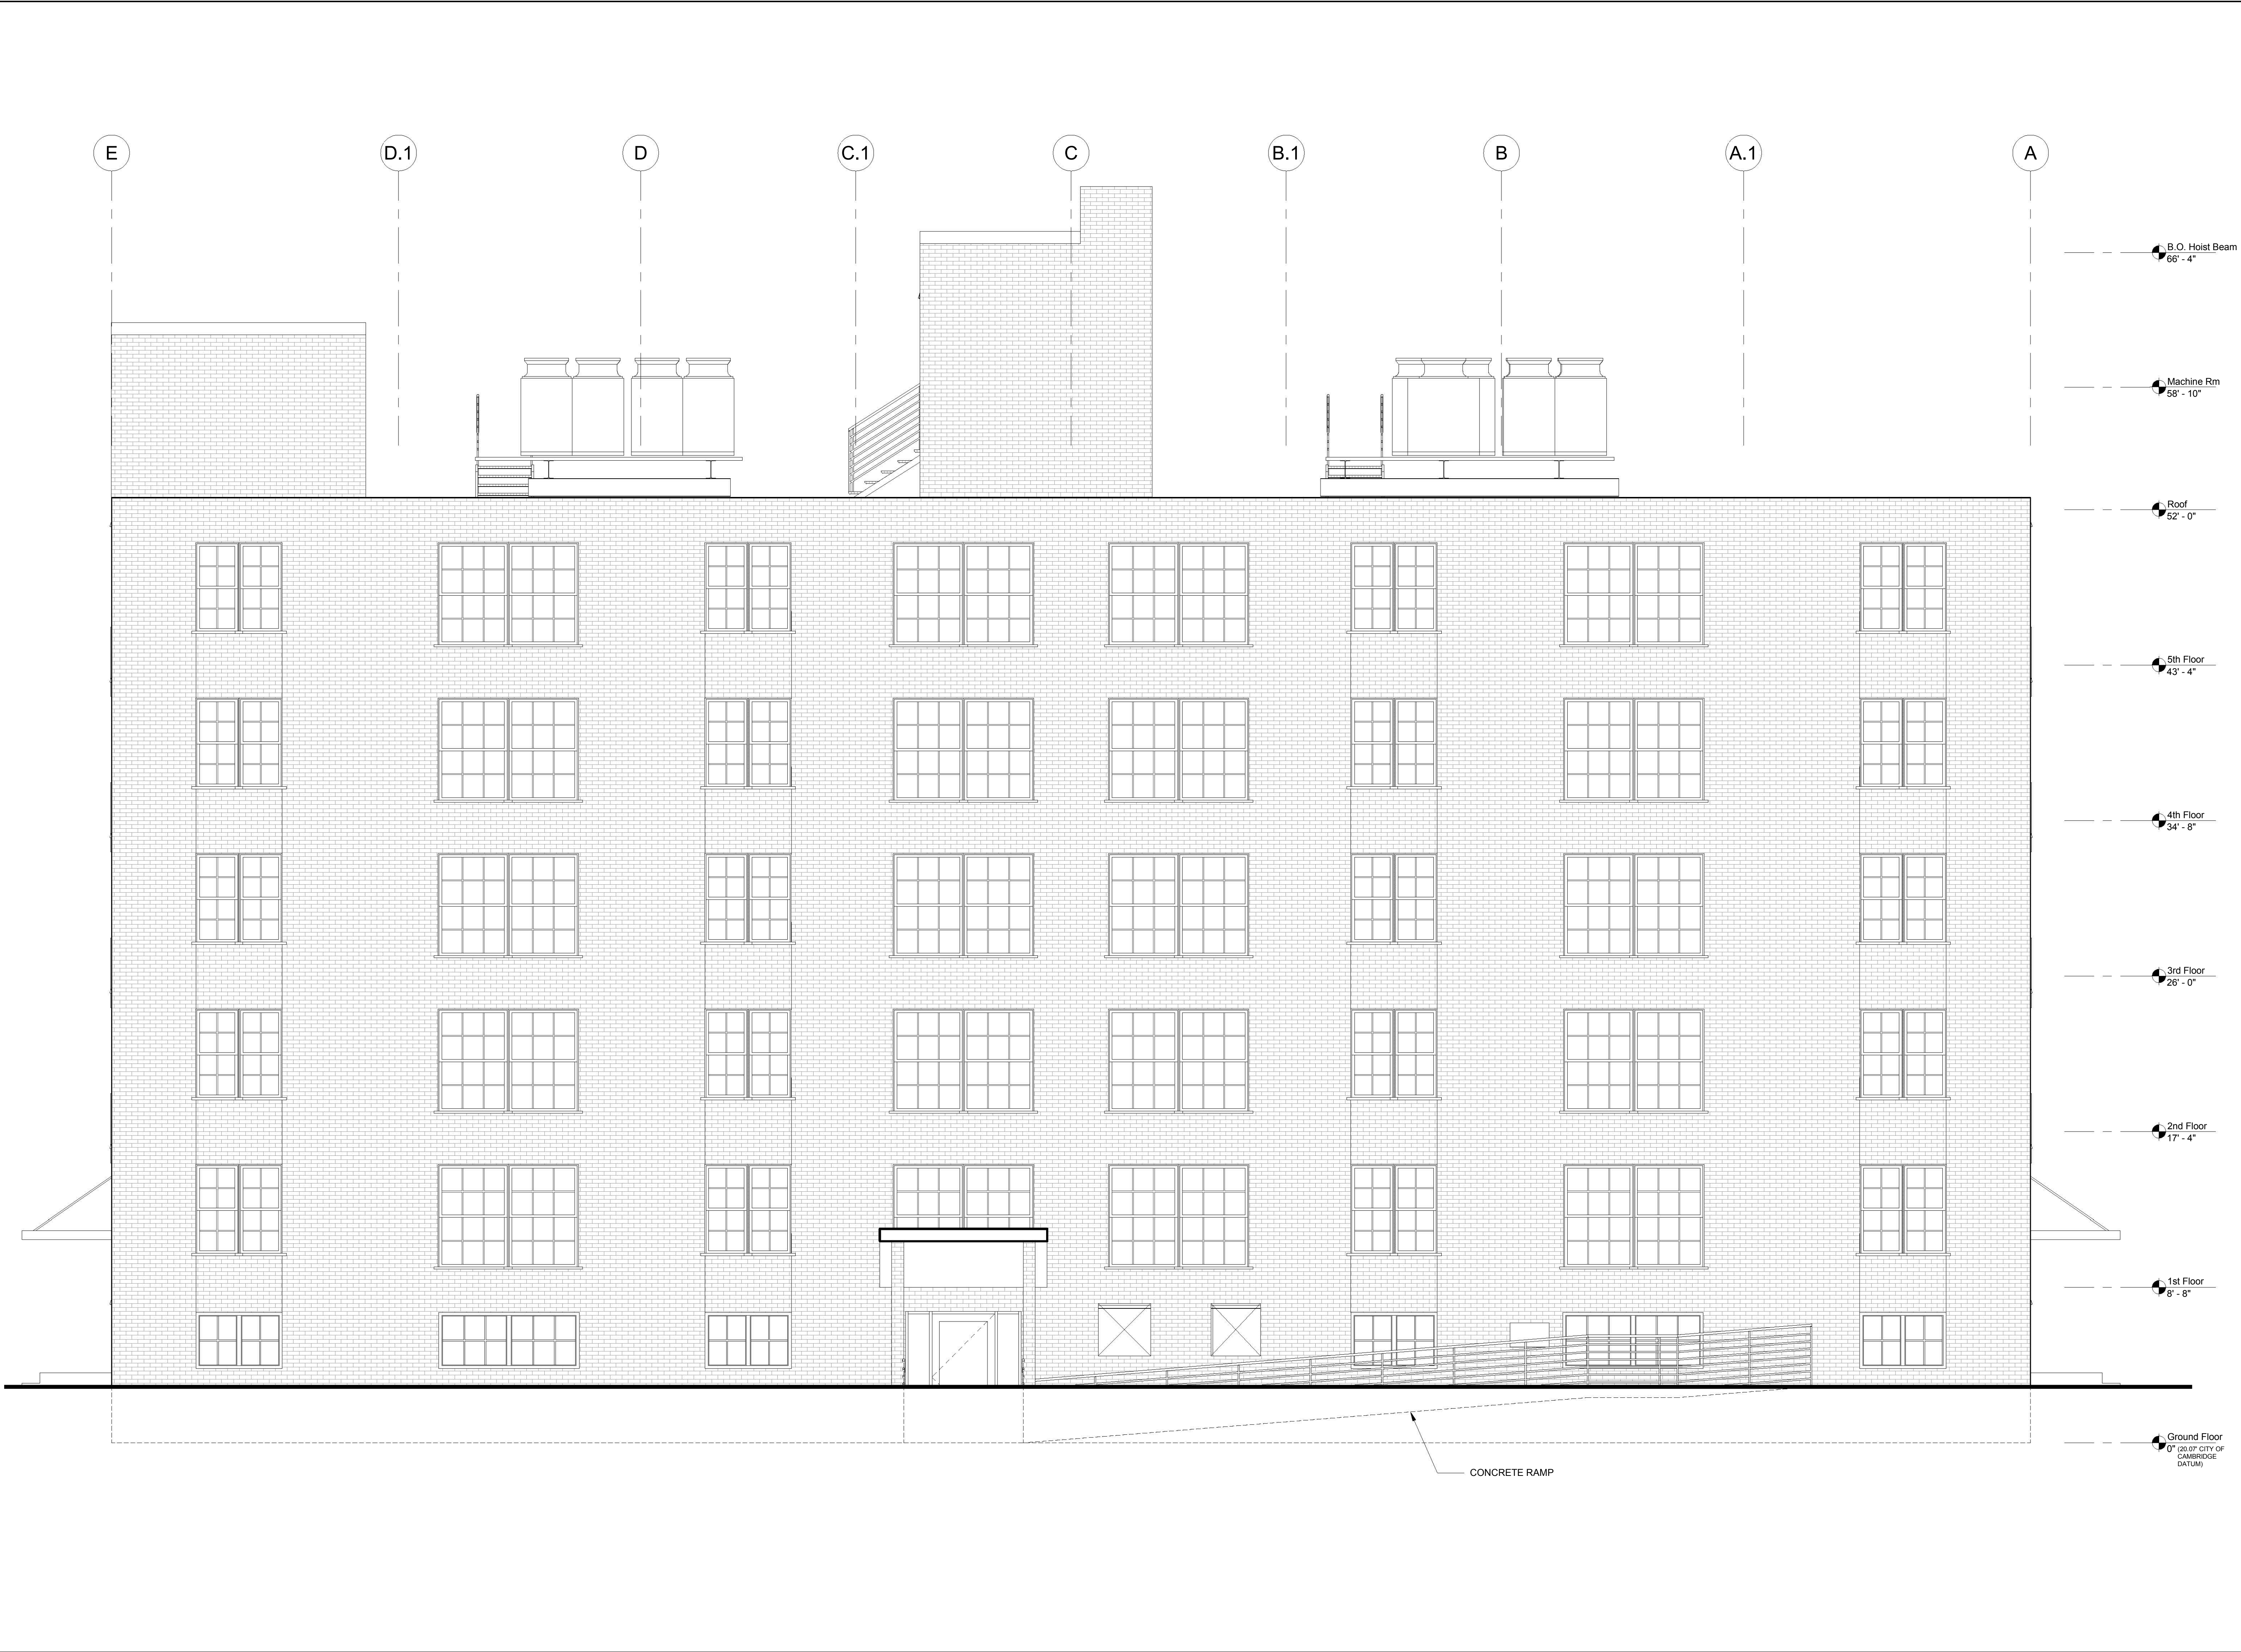 E
D.1
D
C.1
C
B.1
B
A.1
A
B.O. Hoist Beam
66' - 4"
Machine Rm
58' - 10"
Roof
52' - 0"
5th Floor
43' - 4"
4th Floor
34' - 8"
3rd Floor
26' - 0"
2nd Floor
17' - 4"
1st Floor
8' - 8"
Ground Floor
0" (20.07' CITY OF
CAMBRIDGE
DATUM)
CONCRETE RAMP